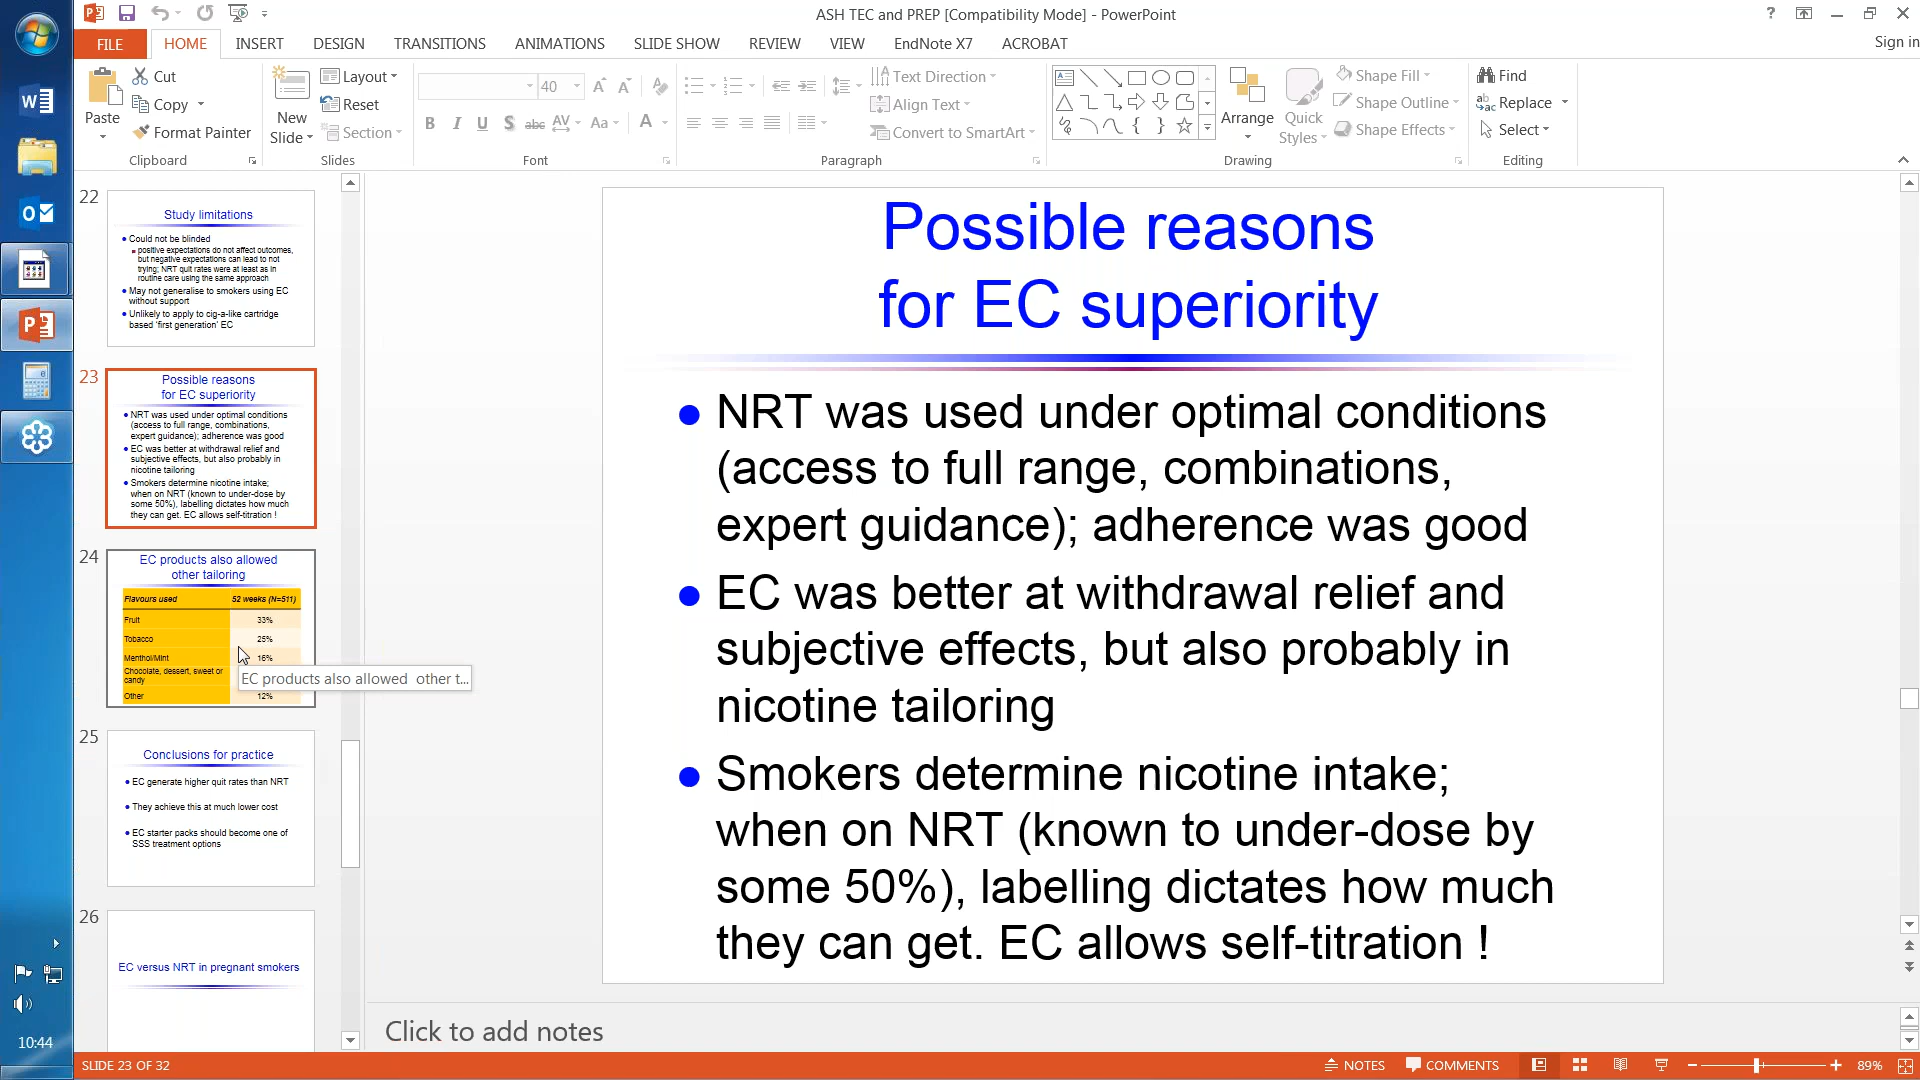 ASH TEC and PREP [Compatibility Mode] - PowerPoint
?
Sign in
FILE
HOME
INSERT
DESIGN
TRANSITIONS
ANIMATIONS
SLIDE SHOW
REVIEW
VIEW
EndNote X7
ACROBAT
Paste
Cut
Copy
Format Painter
Clipboard
New
Slide
Layout
Reset
Section
Slides
40
B I U S abc AV Aa A
Font
Text Direction
Align Text
Convert to SmartArt
Paragraph
Arrange
Quick
Styles
Shape Fill
Shape Outline
Shape Effects
Drawing
Find
Replace
Select
Editing
22
Study limitations
Could not be blinded
positive expectations do not affect outcomes,
but negative expectations can lead to not
trying; NRT quit rates were at least as in
routine care using the same approach
May not generalise to smokers using EC
without support
Unlikely to apply to cig-a-like cartridge
based 'first generation' EC
23
Possible reasons
for EC superiority
NRT was used under optimal conditions
(access to full range, combinations,
expert guidance); adherence was good
EC was better at withdrawal relief and
subjective effects, but also probably in
nicotine tailoring
Smokers determine nicotine intake;
when on NRT (known to under-dose by
some 50%), labelling dictates how much
they can get. EC allows self-titration !
24
EC products also allowed
other tailoring
Flavours used 52 weeks (N=511)
Fruit 33%
Tobacco 25%
Menthol/Mint 16%
Chocolate, dessert, sweet or
candy
Other 12%
EC products also allowed other t...
25
Conclusions for practice
EC generate higher quit rates than NRT
They achieve this at much lower cost
EC starter packs should become one of
SSS treatment options
26
EC versus NRT in pregnant smokers
Possible reasons
for EC superiority
NRT was used under optimal conditions
(access to full range, combinations,
expert guidance); adherence was good
EC was better at withdrawal relief and
subjective effects, but also probably in
nicotine tailoring
Smokers determine nicotine intake;
when on NRT (known to under-dose by
some 50%), labelling dictates how much
they can get. EC allows self-titration !
Click to add notes
10:44
SLIDE 23 OF 32
NOTES
COMMENTS
89%